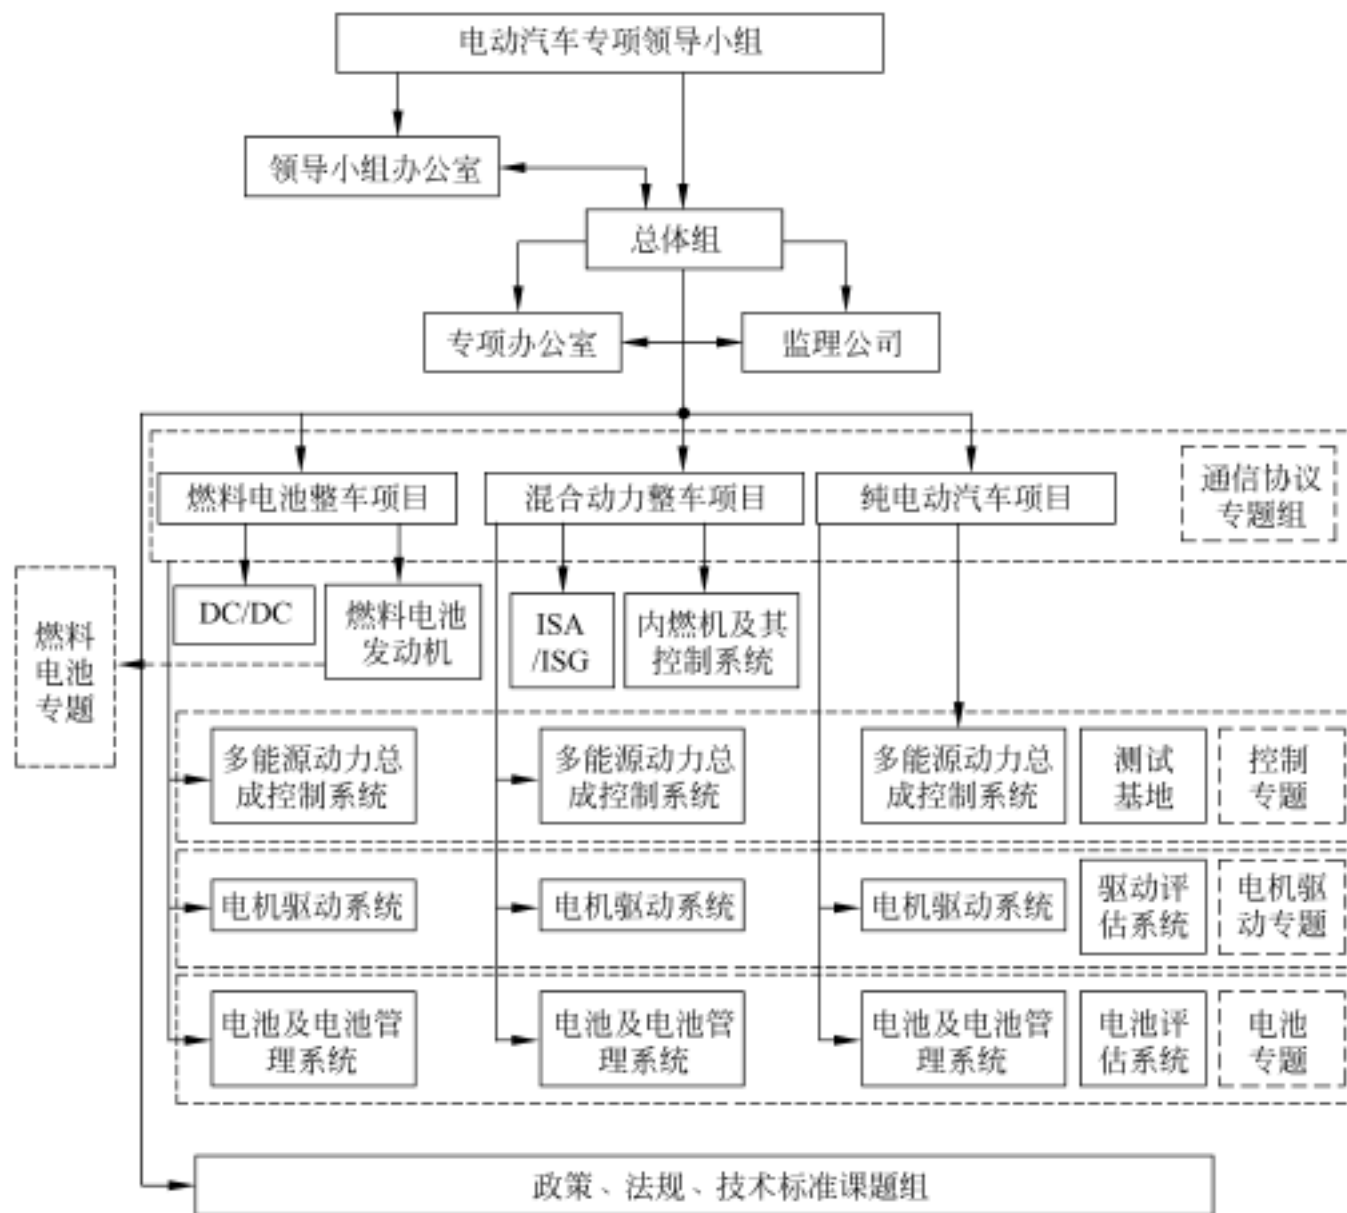 电动汽车专项领导小组
领导小组办公室
总体组
专项办公室
监理公司
燃料电池整车项目
混合动力整车项目
纯电动汽车项目
通信协议
专题组
燃料
电池
专题
DC/DC
燃料电池
发动机
ISA
/ISG
内燃机及其
控制系统
多能源动力总
成控制系统
多能源动力总
成控制系统
多能源动力总
成控制系统
测试
基地
控制
专题
电机驱动系统
电机驱动系统
电机驱动系统
驱动评
估系统
电机驱
动专题
电池及电池管
理系统
电池及电池管
理系统
电池及电池管
理系统
电池评
估系统
电池
专题
政策、法规、技术标准课题组